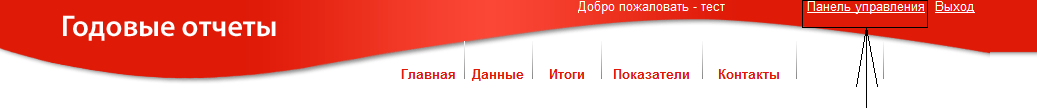 Добро пожаловать - тест Панель управления Выход
Годовые отчеты
Главная Данные Итоги Показатели Контакты